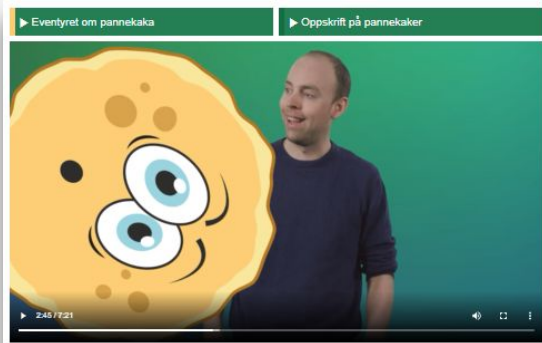 ▶ Eventyret om pannekaka
▶ Oppskrift på pannekaker
2:45 / 7:21